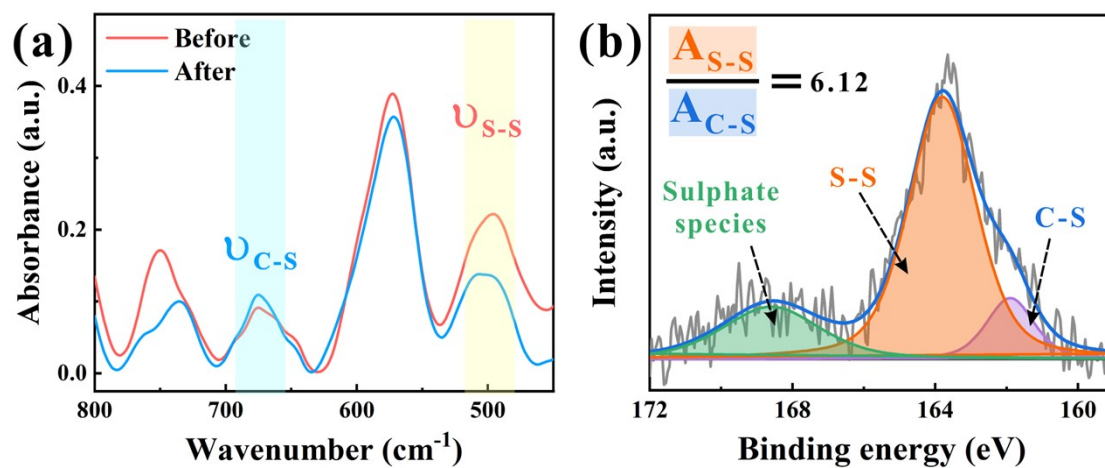 (a)
Before
After
υS-S
υC-S
0.4
0.2
0.0
Absorbance (a.u.)
800
700
600
500
Wavenumber (cm-1)
(b)
AS-S
AC-S
= 6.12
Sulphate
species
S-S
C-S
Intensity (a.u.)
172
168
164
160
Binding energy (eV)